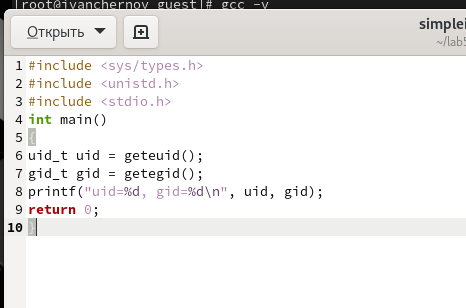 [root@ivanchernov guest]# gcc -v
Открыть
simplei
~/lab5
1 #include <sys/types.h>
2 #include <unistd.h>
3 #include <stdio.h>
4 int main()
5 {
6 uid_t uid = geteuid();
7 gid_t gid = getegid();
8 printf("uid=%d, gid=%d\n", uid, gid);
9 return 0;
10 }